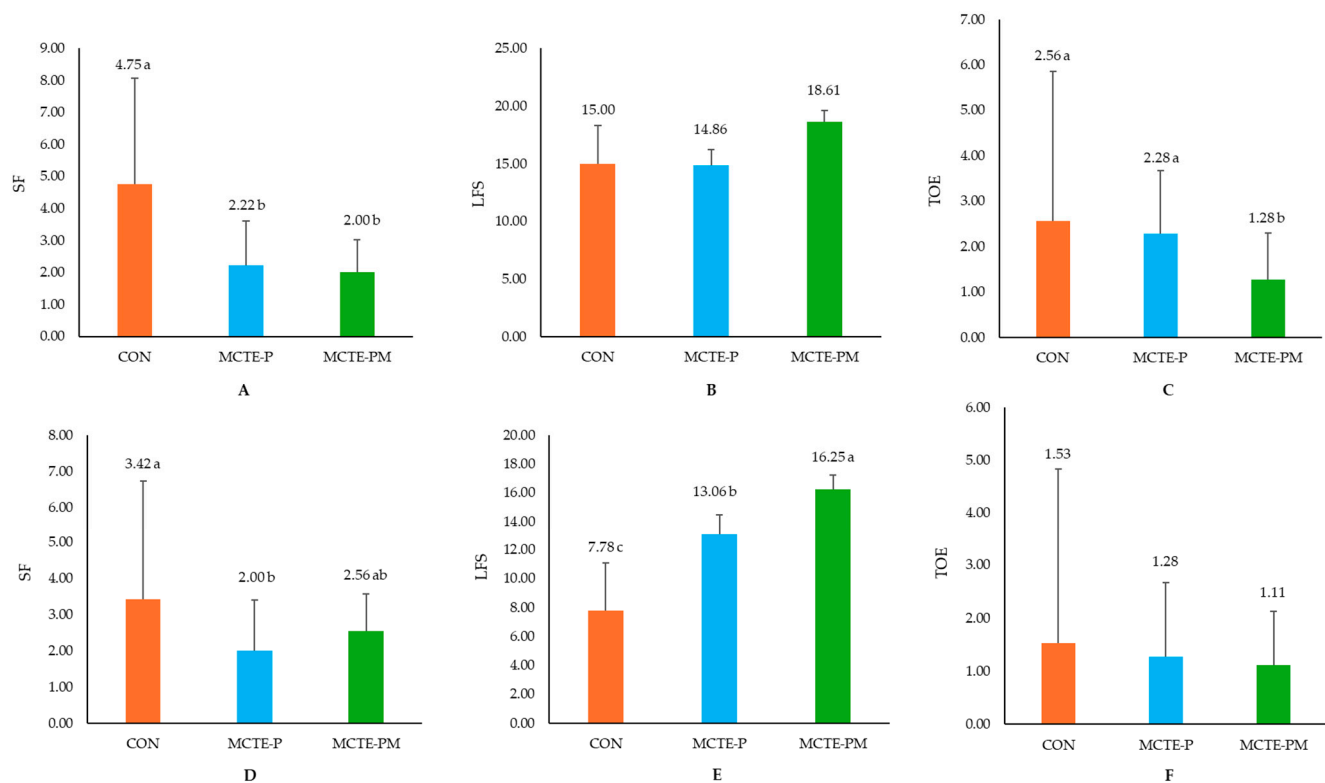 SF
9.00
8.00
7.00
6.00
5.00
4.00
3.00
2.00
1.00
0.00
4.75 a
2.22 b
2.00 b
CON
MCTE-P
MCTE-PM
A
LFS
25.00
20.00
15.00
10.00
5.00
0.00
15.00
14.86
18.61
CON
MCTE-P
MCTE-PM
B
TOE
7.00
6.00
5.00
4.00
3.00
2.00
1.00
0.00
2.56 a
2.28 a
1.28 b
CON
MCTE-P
MCTE-PM
C
SF
8.00
7.00
6.00
5.00
4.00
3.00
2.00
1.00
0.00
3.42 a
2.00 b
2.56 ab
CON
MCTE-P
MCTE-PM
D
LFS
20.00
18.00
16.00
14.00
12.00
10.00
8.00
6.00
4.00
2.00
0.00
7.78 c
13.06 b
16.25 a
CON
MCTE-P
MCTE-PM
E
TOE
6.00
5.00
4.00
3.00
2.00
1.00
0.00
1.53
1.28
1.11
CON
MCTE-P
MCTE-PM
F